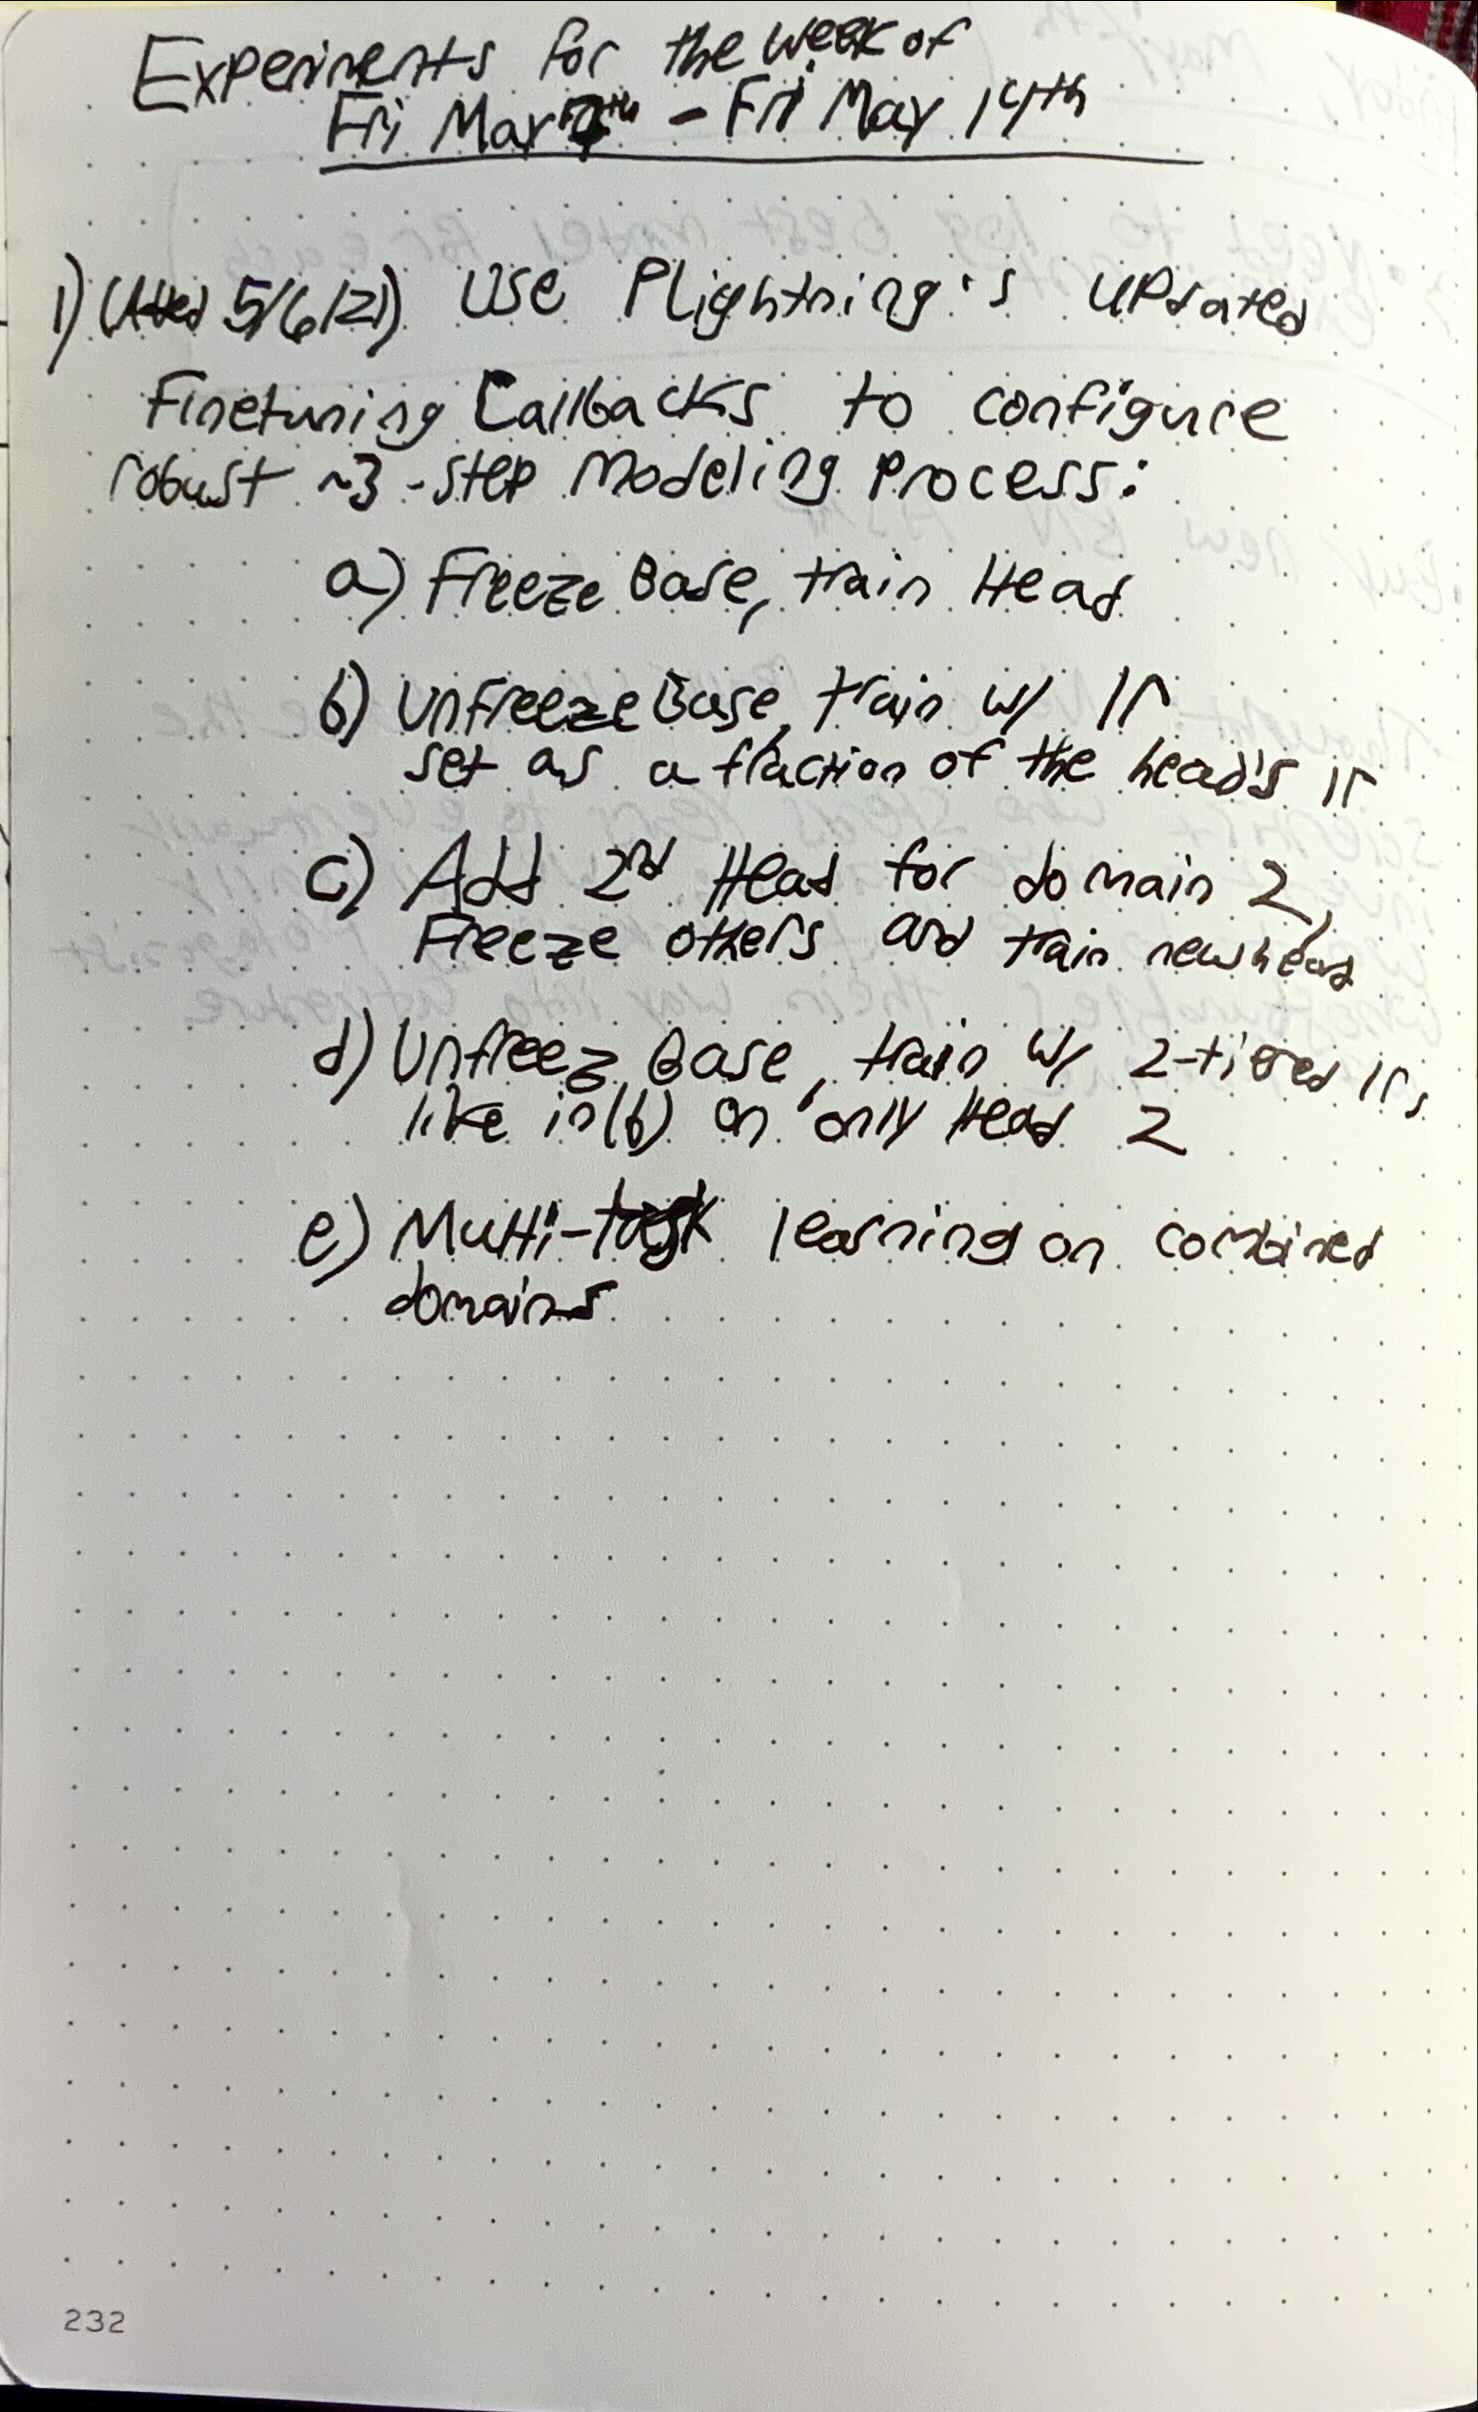 Experiments for the week of
Fri May 7th - Fri May 14th
1) (Added 5/6/21) Use PLightning's updated
Finetuning Callbacks to configure
robust ~3-step modeling process:
a) Freeze Base, train Head
b) Unfreeze Base, train w/ lr
set as a fraction of the head's lr
c) Add 2nd Head for domain 2,
Freeze others and train new head
d) Unfreez Base, train w/ 2-tiered lrs
like in (b) on only Head 2
e) Multi-task learning on combined
domains
232